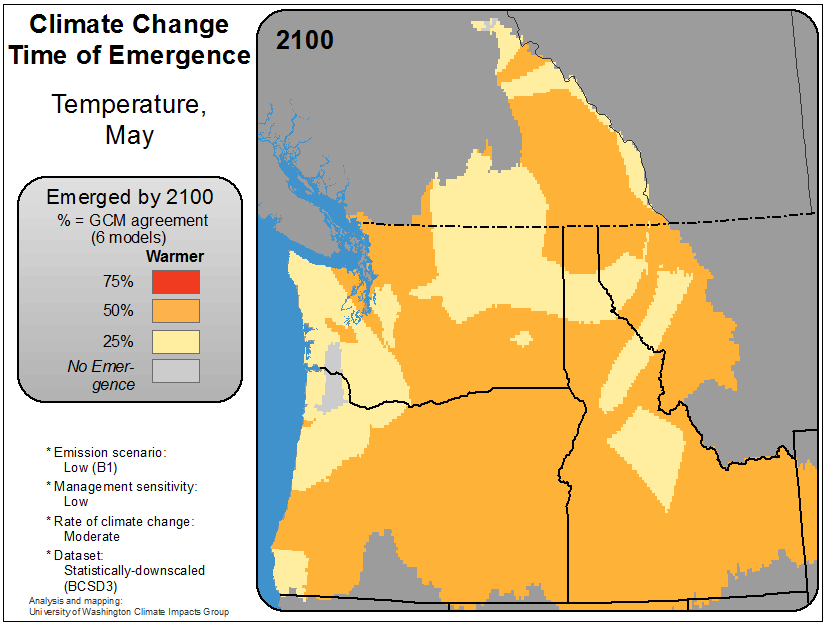 Climate Change
Time of Emergence
Temperature,
May
Emerged by 2100
% = GCM agreement
(6 models)
Warmer
75%
50%
25%
No Emer-
gence
* Emission scenario:
Low (B1)
* Management sensitivity:
Low
* Rate of climate change:
Moderate
* Dataset:
Statistically-downscaled
(BCSD3)
Analysis and mapping:
University of Washington Climate Impacts Group
2100